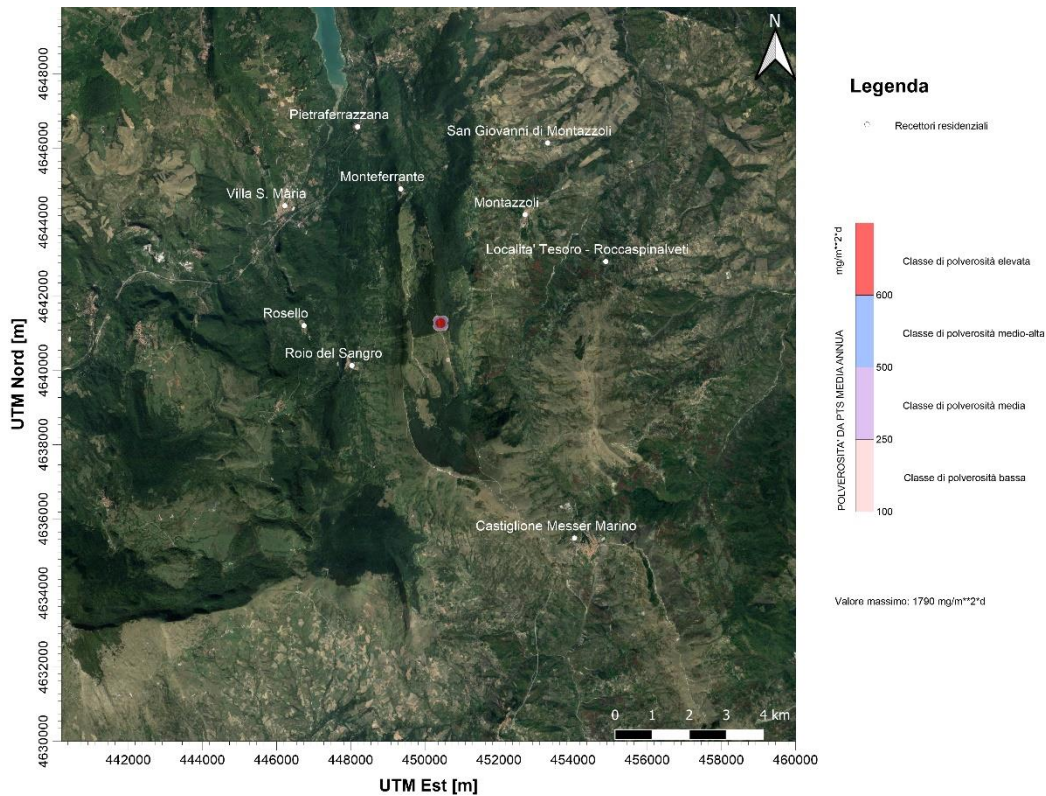 N
Pietraferrazzana
San Giovanni di Montazzoli
Monteferrante
Villa S. Maria
Montazzoli
Localita' Tesoro - Roccaspinalveti
Rosello
Roio del Sangro
Castiglione Messer Marino
0 1 2 3 4 km
UTM Nord [m]
4648000
4646000
4644000
4642000
4640000
4638000
4636000
4634000
4632000
4630000
442000 444000 446000 448000 450000 452000 454000 456000 458000 460000
UTM Est [m]
Legenda
Recettori residenziali
POLVEROSITA' DA PTS MEDIA ANNUA mg/m**2*d
Classe di polverosità elevata
600
Classe di polverosità medio-alta
500
Classe di polverosità media
250
Classe di polverosità bassa
100
Valore massimo: 1790 mg/m**2*d